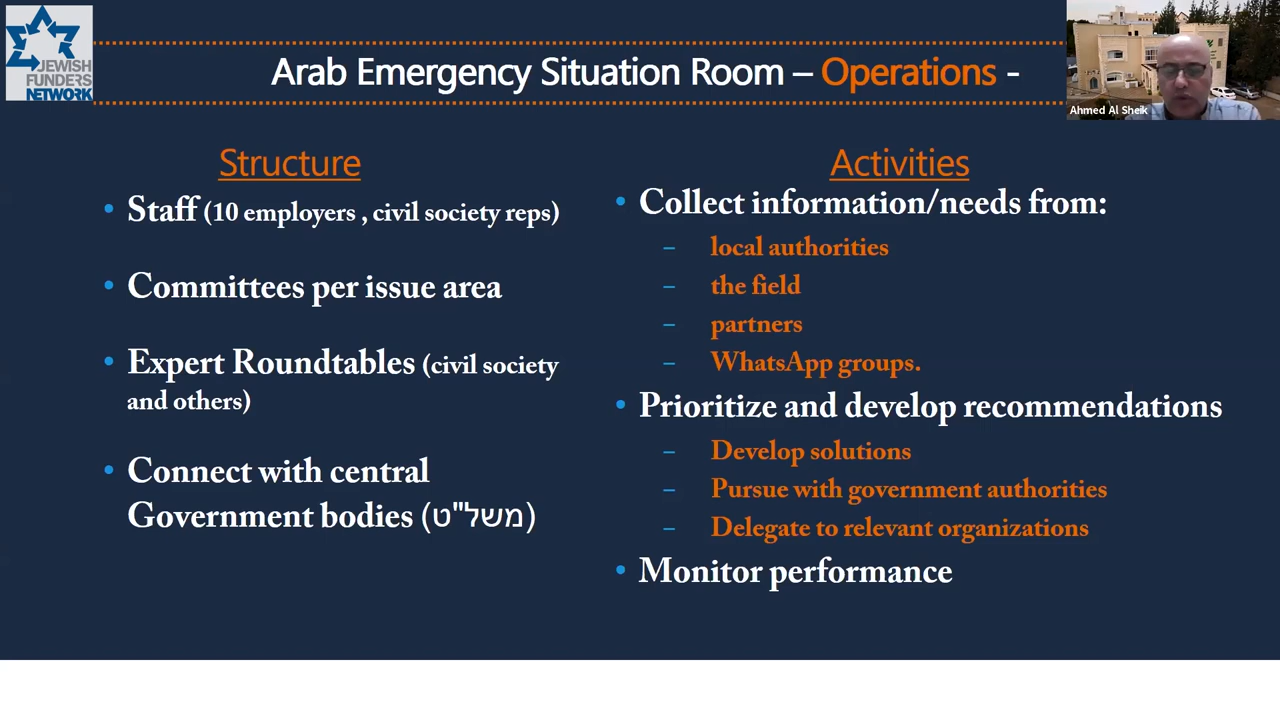 JEWISH
FUNDERS
NETWORK
Arab Emergency Situation Room – Operations -
Ahmed Al Sheik
Structure
• Staff (10 employers , civil society reps)
• Committees per issue area
• Expert Roundtables (civil society
and others)
• Connect with central
Government bodies (משל"ט)
Activities
• Collect information/needs from:
– local authorities
– the field
– partners
– WhatsApp groups.
• Prioritize and develop recommendations
– Develop solutions
– Pursue with government authorities
– Delegate to relevant organizations
• Monitor performance